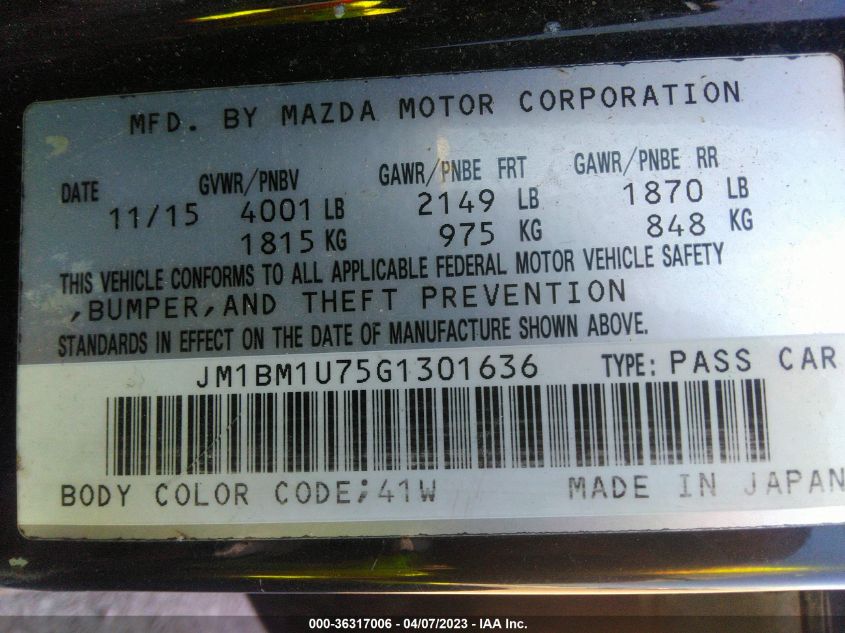 MFD. BY MAZDA MOTOR CORPORATION
DATE GVWR/PNBV GAWR/PNBE FRT GAWR/PNBE RR
11/15 4001 LB 2149 LB 1870 LB
1815 KG 975 KG 848 KG
THIS VEHICLE CONFORMS TO ALL APPLICABLE FEDERAL MOTOR VEHICLE SAFETY
,BUMPER,AND THEFT PREVENTION
STANDARDS IN EFFECT ON THE DATE OF MANUFACTURE SHOWN ABOVE.
JM1BM1U75G1301636 TYPE: PASS CAR
BODY COLOR CODE;41W MADE IN JAPAN
000-36317006 - 04/07/2023 - IAA Inc.